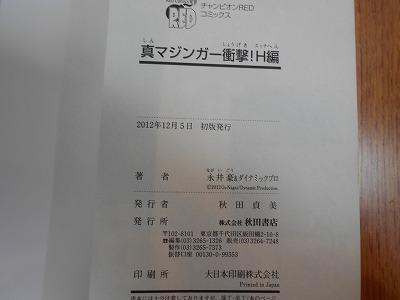 RED
チャンピオンRED
コミックス
しん しょうげき エッチへん
真マジンガー衝撃!H編
2012年12月5日 初版発行
ながい ごう
著者 永井豪&ダイナミックプロ
©2012 Go Nagai/Dynamic Production.
発行者 秋田貞美
発行所 株式会社 秋田書店
〒102-8101 東京都千代田区飯田橋2-10-8
☎編集(03)3265-1326 販売(03)3264-7248
製作(03)3265-7373
振替口座 00130-0-99353
印刷所 大日本印刷株式会社
Printed in Japan